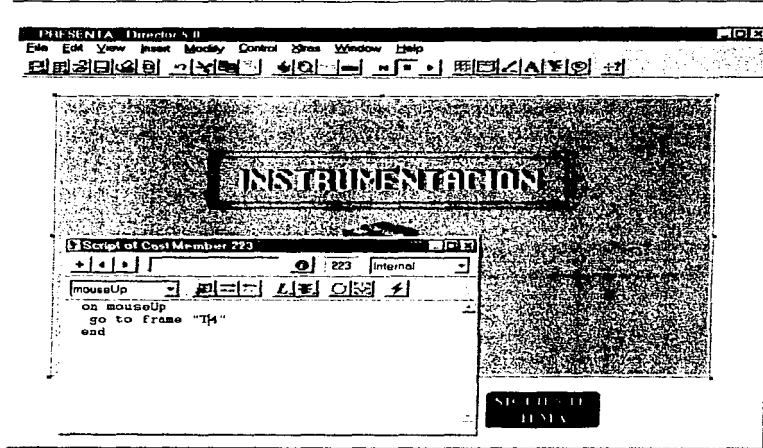 PRESENTA Director 5.0
File Edit View Insert Modify Control Xtras Window Help
INSTRUMENTACION
Script of Cast Member 223
223 Internal
mouseUp
on mouseUp
go to frame "T4"
end
SIGUIENTE
TEMA